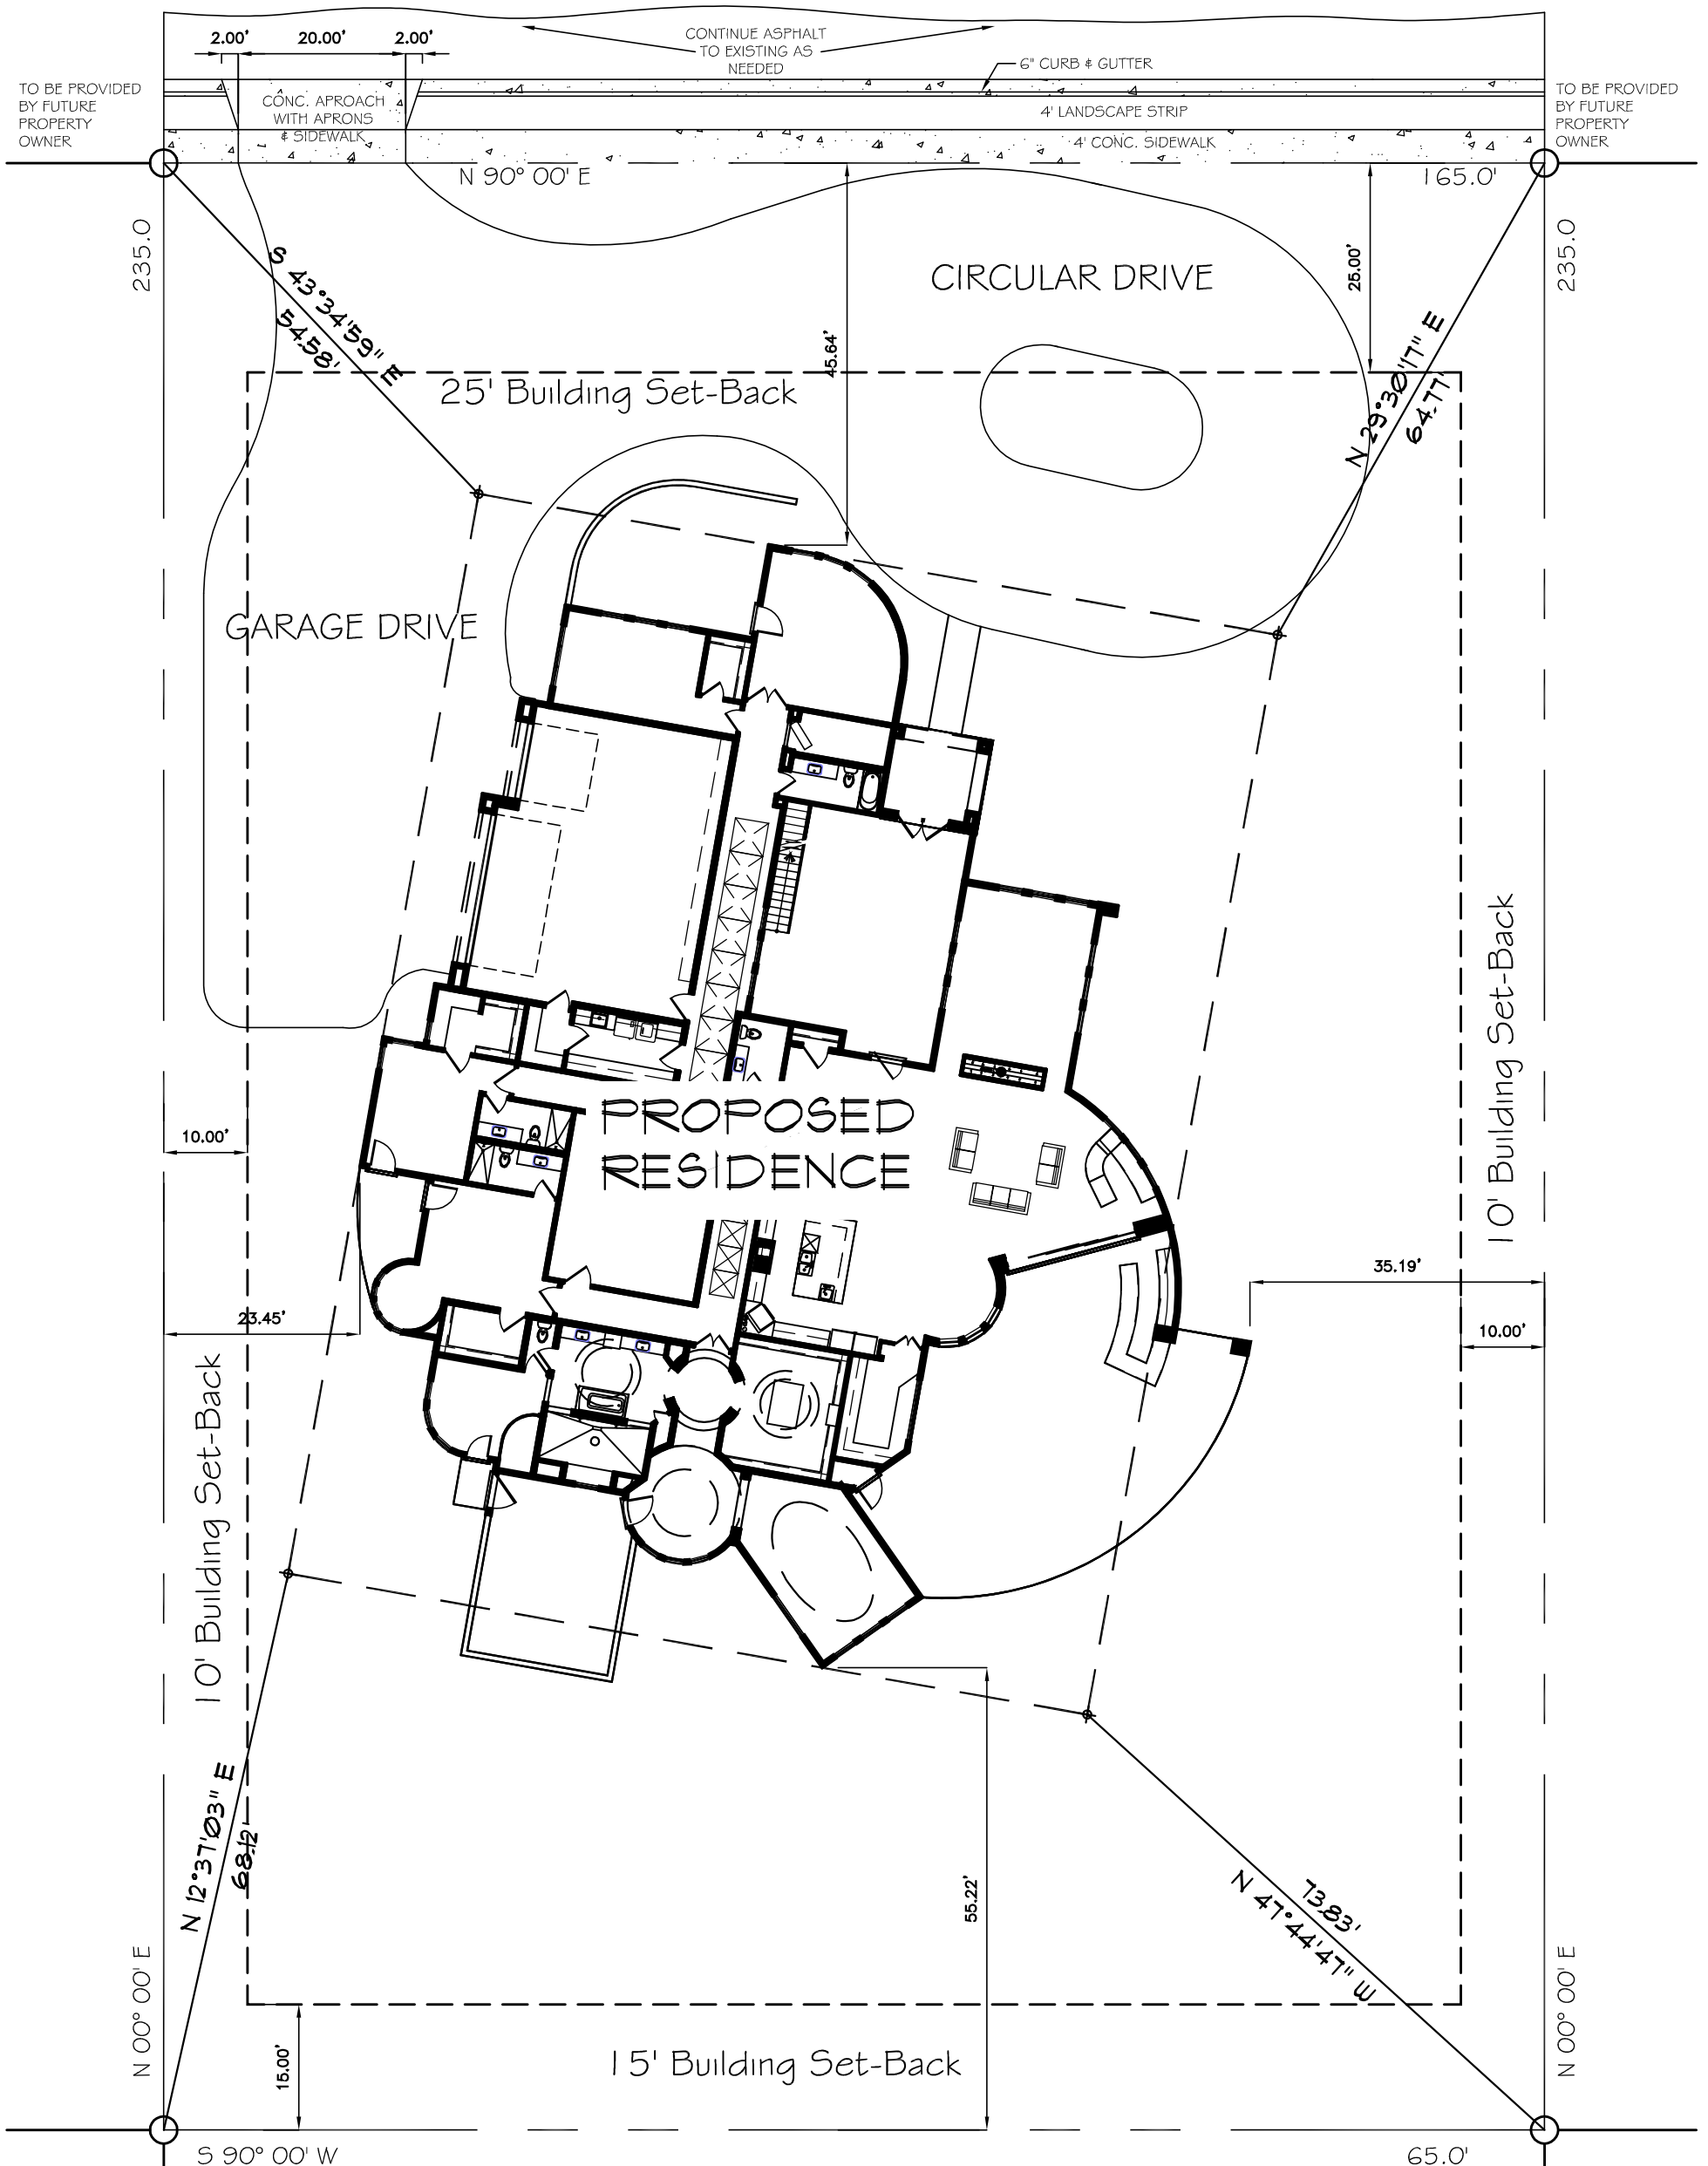 2.00'
20.00'
2.00'
CONTINUE ASPHALT
TO EXISTING AS
NEEDED
6" CURB & GUTTER
TO BE PROVIDED
BY FUTURE
PROPERTY
OWNER
CONC. APROACH
WITH APRONS
& SIDEWALK
4' LANDSCAPE STRIP
4' CONC. SIDEWALK
TO BE PROVIDED
BY FUTURE
PROPERTY
OWNER
N 90° 00' E
165.0'
235.0
235.0
S 43°34'59" E
54.58'
CIRCULAR DRIVE
25.00'
45.64'
N 29°30'17" E
64.77'
25' Building Set-Back
GARAGE DRIVE
10' Building Set-Back
PROPOSED
RESIDENCE
10.00'
35.19'
23.45'
10.00'
10' Building Set-Back
N 12°37'03" E
68.12'
55.22'
73.83'
N 47°44'47" W
N 00° 00' E
N 00° 00' E
15.00'
15' Building Set-Back
S 90° 00' W
65.0'